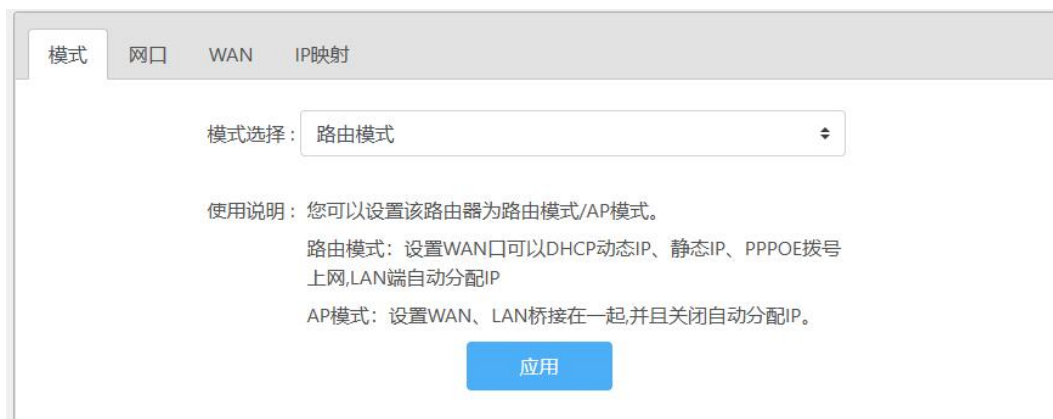 模式 网口 WAN IP映射
模式选择： 路由模式
使用说明： 您可以设置该路由器为路由模式/AP模式。
路由模式：设置WAN口可以DHCP动态IP、静态IP、PPPOE拨号
上网,LAN端自动分配IP
AP模式：设置WAN、LAN桥接在一起,并且关闭自动分配IP。
应用